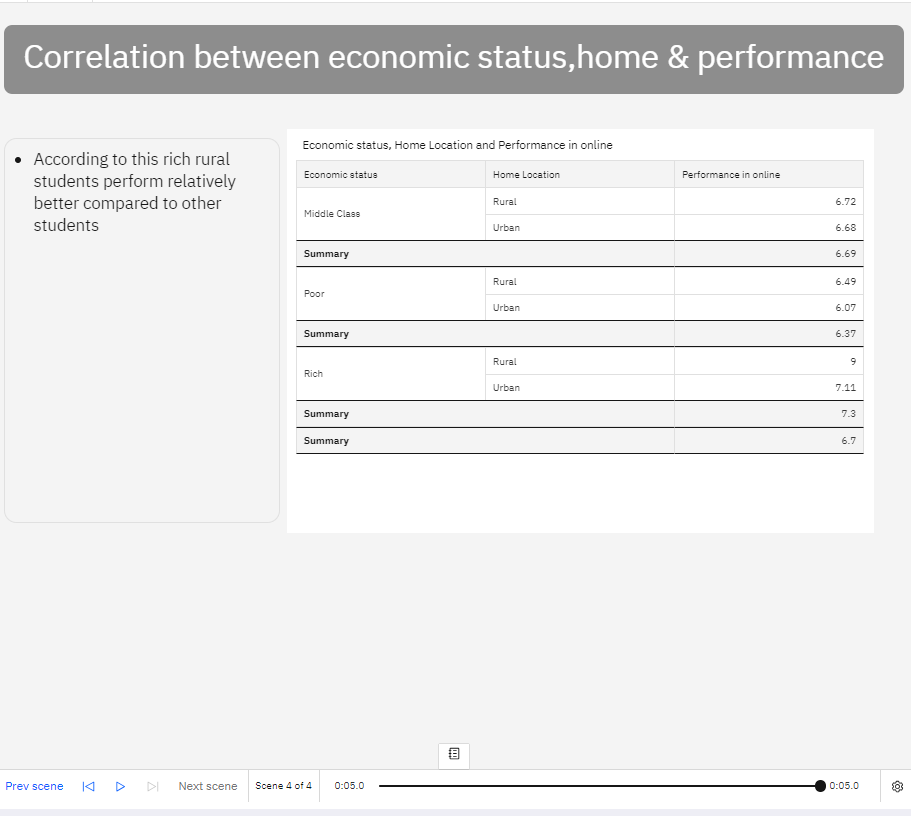 Correlation between economic status,home & performance
According to this rich rural
students perform relatively
better compared to other
students
Economic status, Home Location and Performance in online
Economic status Home Location Performance in online
Middle Class Rural 6.72
Urban 6.68
Summary 6.69
Poor Rural 6.49
Urban 6.07
Summary 6.37
Rich Rural 9
Urban 7.11
Summary 7.3
Summary 6.7
Prev scene Next scene Scene 4 of 4 0:05.0 0:05.0